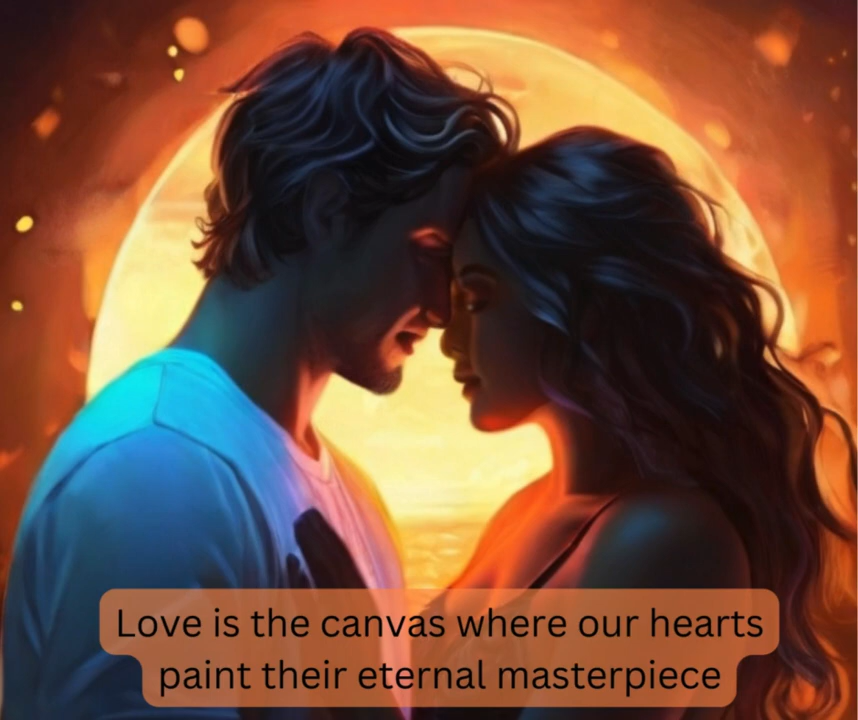 Love is the canvas where our hearts
paint their eternal masterpiece